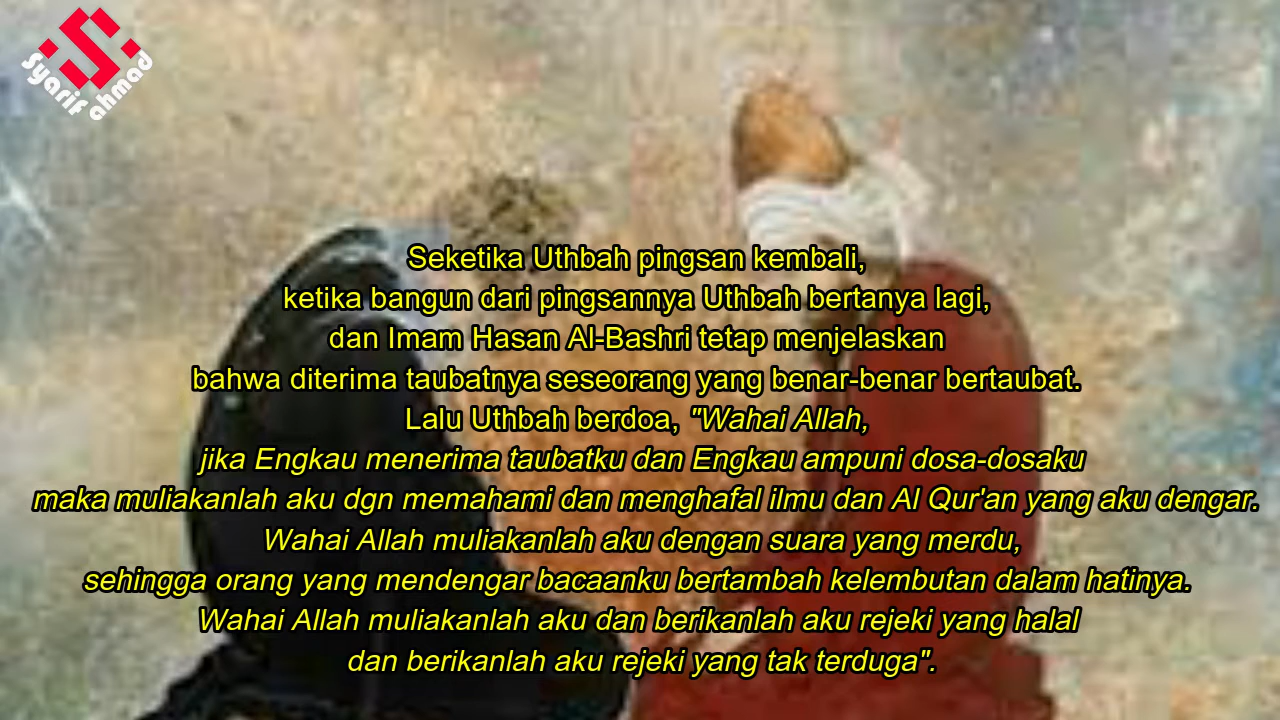 Syarif ahmad
Seketika Uthbah pingsan kembali,
ketika bangun dari pingsannya Uthbah bertanya lagi,
dan Imam Hasan Al-Bashri tetap menjelaskan
bahwa diterima taubatnya seseorang yang benar-benar bertaubat.
Lalu Uthbah berdoa, "Wahai Allah,
jika Engkau menerima taubatku dan Engkau ampuni dosa-dosaku
maka muliakanlah aku dgn memahami dan menghafal ilmu dan Al Qur'an yang aku dengar.
Wahai Allah muliakanlah aku dengan suara yang merdu,
sehingga orang yang mendengar bacaanku bertambah kelembutan dalam hatinya.
Wahai Allah muliakanlah aku dan berikanlah aku rejeki yang halal
dan berikanlah aku rejeki yang tak terduga".